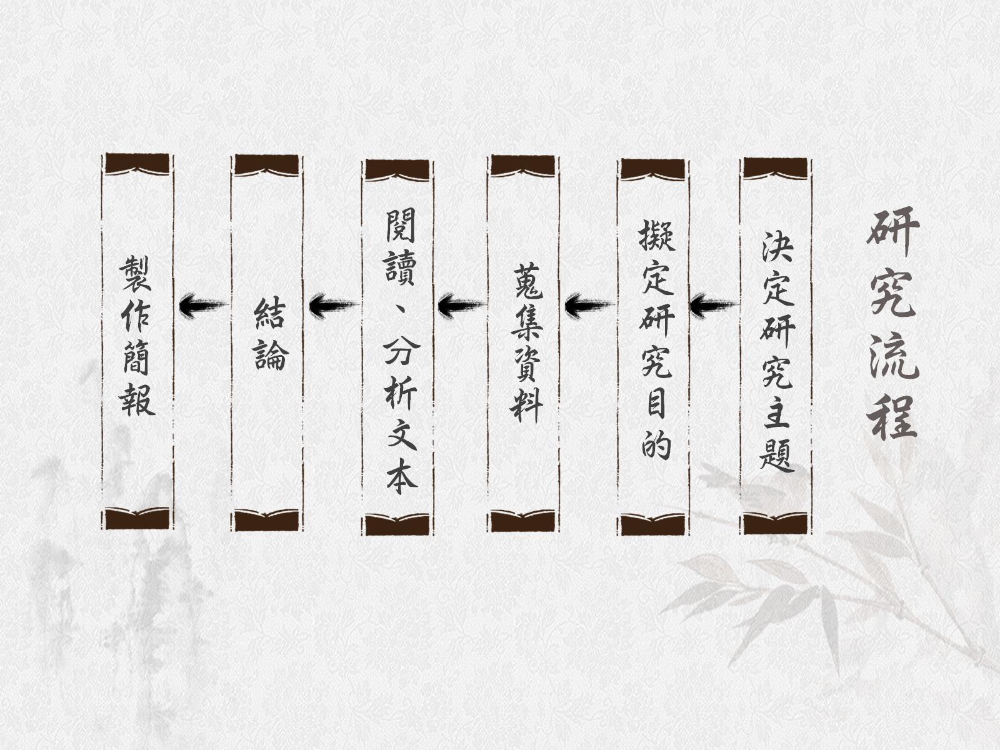 研究流程
決定研究主題
擬定研究目的
蒐集資料
閱讀、分析文本
結論
製作簡報